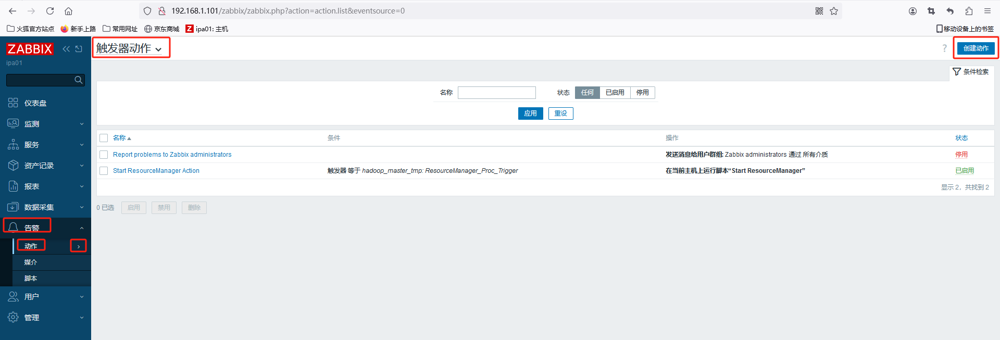 192.168.1.101/zabbix/zabbix.php?action=action.list&eventsource=0
火狐官方站点 新手上路 常用网址 京东商城 Z ipa01: 主机 移动设备上的书签
ZABBIX
ipa01
仪表盘
监测
服务
资产记录
报表
数据采集
告警
动作
媒介
脚本
用户
管理
触发器动作
? 创建动作
条件检索
名称 状态 任何 已启用 停用
应用 重设
名称 条件 操作 状态
Report problems to Zabbix administrators 发送消息给用户群组: Zabbix administrators 通过 所有介质 停用
Start ResourceManager Action 触发器 等于 hadoop_master_tmp: ResourceManager_Proc_Trigger 在当前主机上运行脚本“Start ResourceManager” 已启用
显示 2，共找到 2
0 已选 启用 禁用 删除